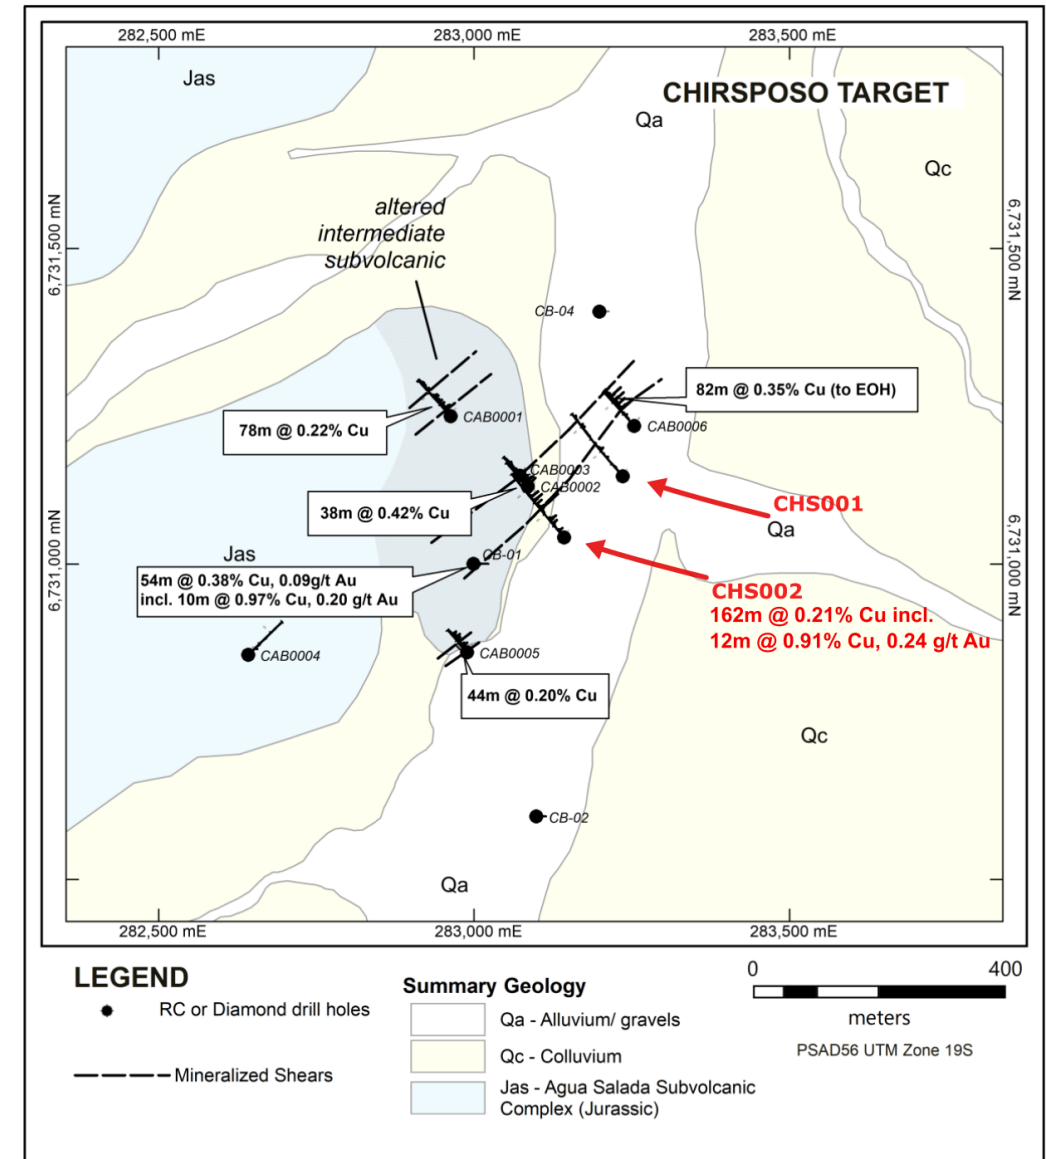 282,500 mE
283,000 mE
283,500 mE
Jas
CHIRSPOSO TARGET
Qa
Qc
altered
intermediate
subvolcanic
6,731,500 mN
6,731,500 mN
CB-04
82m @ 0.35% Cu (to EOH)
CAB0001
CAB0006
78m @ 0.22% Cu
CAB0003
CAB0002
38m @ 0.42% Cu
CHS001
Qa
6,731,000 mN
6,731,000 mN
Jas
CB-01
54m @ 0.38% Cu, 0.09g/t Au
incl. 10m @ 0.97% Cu, 0.20 g/t Au
CHS002
162m @ 0.21% Cu incl.
12m @ 0.91% Cu, 0.24 g/t Au
CAB0004
CAB0005
44m @ 0.20% Cu
Qc
CB-02
Qa
282,500 mE
283,000 mE
283,500 mE
LEGEND
RC or Diamond drill holes
Mineralized Shears
Summary Geology
Qa - Alluvium/ gravels
Qc - Colluvium
Jas - Agua Salada Subvolcanic
Complex (Jurassic)
0
400
meters
PSAD56 UTM Zone 19S